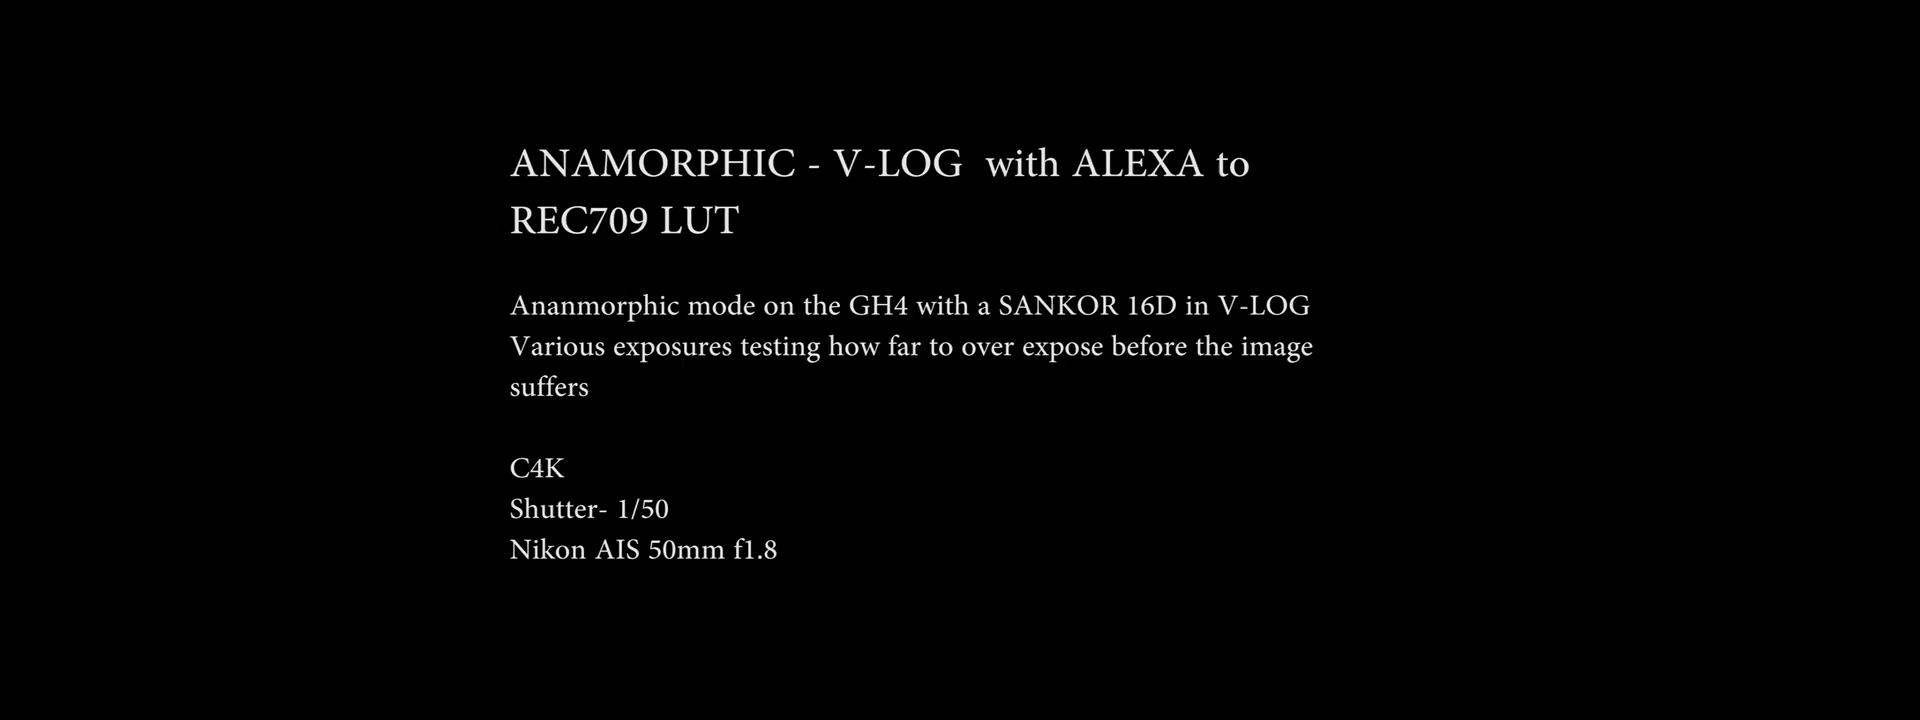 ANAMORPHIC - V-LOG  with ALEXA to
REC709 LUT
Ananmorphic mode on the GH4 with a SANKOR 16D in V-LOG
Various exposures testing how far to over expose before the image
suffers
C4K
Shutter- 1/50
Nikon AIS 50mm f1.8